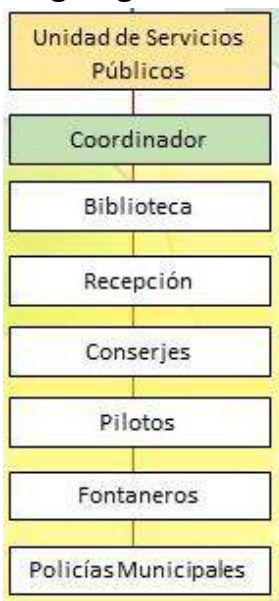 Unidad de Servicios
Públicos
Coordinador
Biblioteca
Recepción
Conserjes
Pilotos
Fontaneros
Policías Municipales